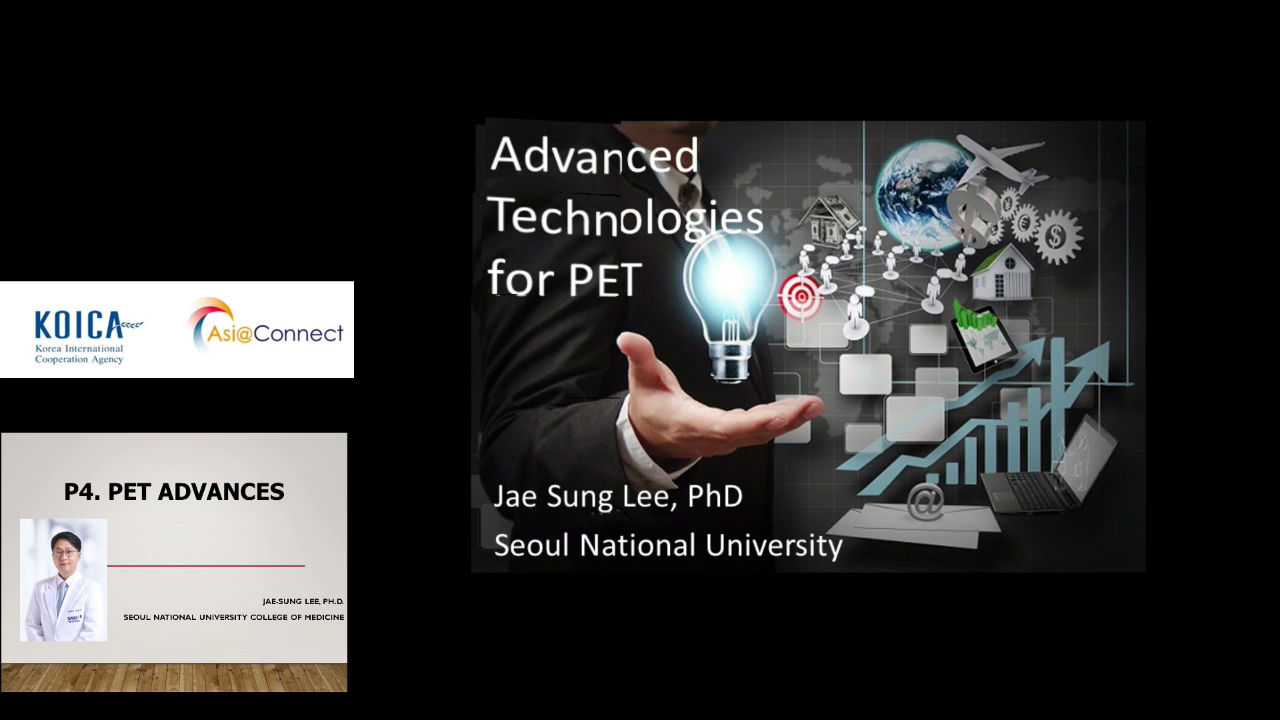 KOICA
Korea International
Cooperation Agency
Asi@Connect
P4. PET ADVANCES
JAE-SUNG LEE, PH.D.
SEOUL NATIONAL UNIVERSITY COLLEGE OF MEDICINE
Advanced
Technologies
for PET
Jae Sung Lee, PhD
Seoul National University